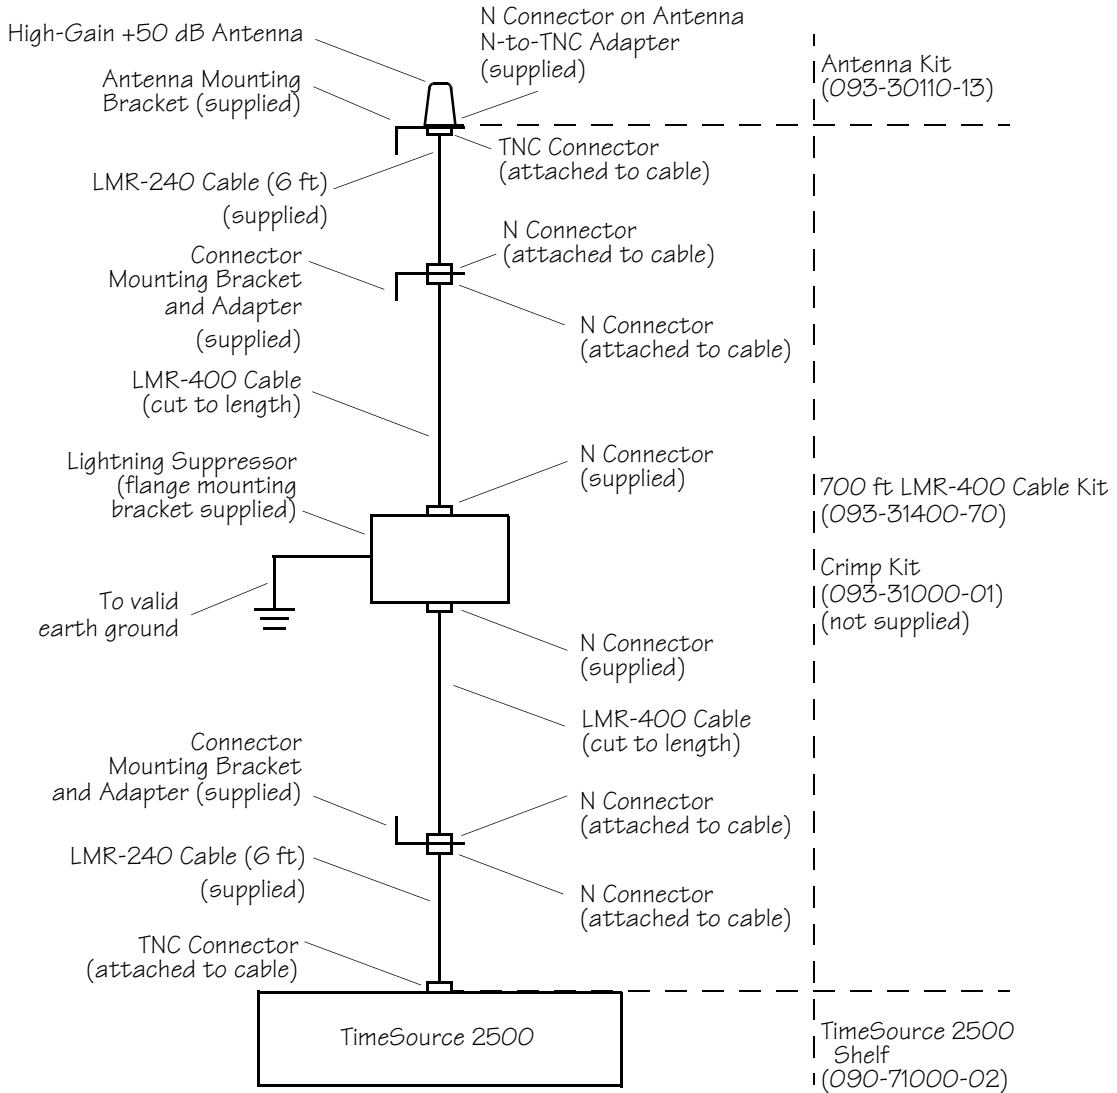 High-Gain +50 dB Antenna
N Connector on Antenna
N-to-TNC Adapter
(supplied)
Antenna Kit
(093-30110-13)
Antenna Mounting
Bracket (supplied)
TNC Connector
(attached to cable)
LMR-240 Cable (6 ft)
(supplied)
N Connector
(attached to cable)
Connector
Mounting Bracket
and Adapter
(supplied)
N Connector
(attached to cable)
LMR-400 Cable
(cut to length)
Lightning Suppressor
(flange mounting
bracket supplied)
N Connector
(supplied)
700 ft LMR-400 Cable Kit
(093-31400-70)
Crimp Kit
(093-31000-01)
(not supplied)
To valid
earth ground
N Connector
(supplied)
LMR-400 Cable
(cut to length)
Connector
Mounting Bracket
and Adapter (supplied)
N Connector
(attached to cable)
LMR-240 Cable (6 ft)
(supplied)
N Connector
(attached to cable)
TNC Connector
(attached to cable)
TimeSource 2500
TimeSource 2500
Shelf
(090-71000-02)